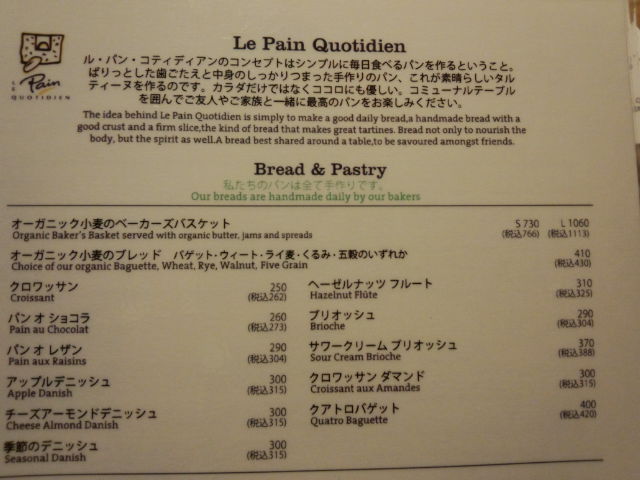 Le Pain Quotidien
LE Pain
QUOTIDIEN
ル・パン・コティディアンのコンセプトはシンプルに毎日食べるパンを作るということ。
ぱりっとした歯ごたえと中身のしっかりつまった手作りのパン、これが素晴らしいタル
ティーヌを作るのです。カラダだけではなくココロにも優しい。コミューナルテーブル
を囲んでご友人やご家族と一緒に最高のパンをお楽しみください。
The idea behind Le Pain Quotidien is simply to make a good daily bread,a handmade bread with a
good crust and a firm slice,the kind of bread that makes great tartines. Bread not only to nourish the
body, but the spirit as well.A bread best shared around a table,to be savoured amongst friends.
Bread & Pastry
私たちのパンは全て手作りです。
Our breads are handmade daily by our bakers
オーガニック小麦のベーカーズバスケット S 730 L 1060
Organic Baker's Basket served with organic butter, jams and spreads (税込766) (税込1113)
オーガニック小麦のブレッド バゲット・ウィート・ライ麦・くるみ・五穀のいずれか 410
Choice of our organic Baguette, Wheat, Rye, Walnut, Five Grain (税込430)
クロワッサン 250
Croissant (税込262)
パン オ ショコラ 260
Pain au Chocolat (税込273)
パン オ レザン 290
Pain aux Raisins (税込304)
アップルデニッシュ 300
Apple Danish (税込315)
チーズアーモンドデニッシュ 300
Cheese Almond Danish (税込315)
季節のデニッシュ 300
Seasonal Danish (税込315)
ヘーゼルナッツ フルート 310
Hazelnut Flûte (税込325)
ブリオッシュ 290
Brioche (税込304)
サワークリーム ブリオッシュ 370
Sour Cream Brioche (税込388)
クロワッサン ダマンド 300
Croissant aux Amandes (税込315)
クアトロバゲット 400
Quatro Baguette (税込420)